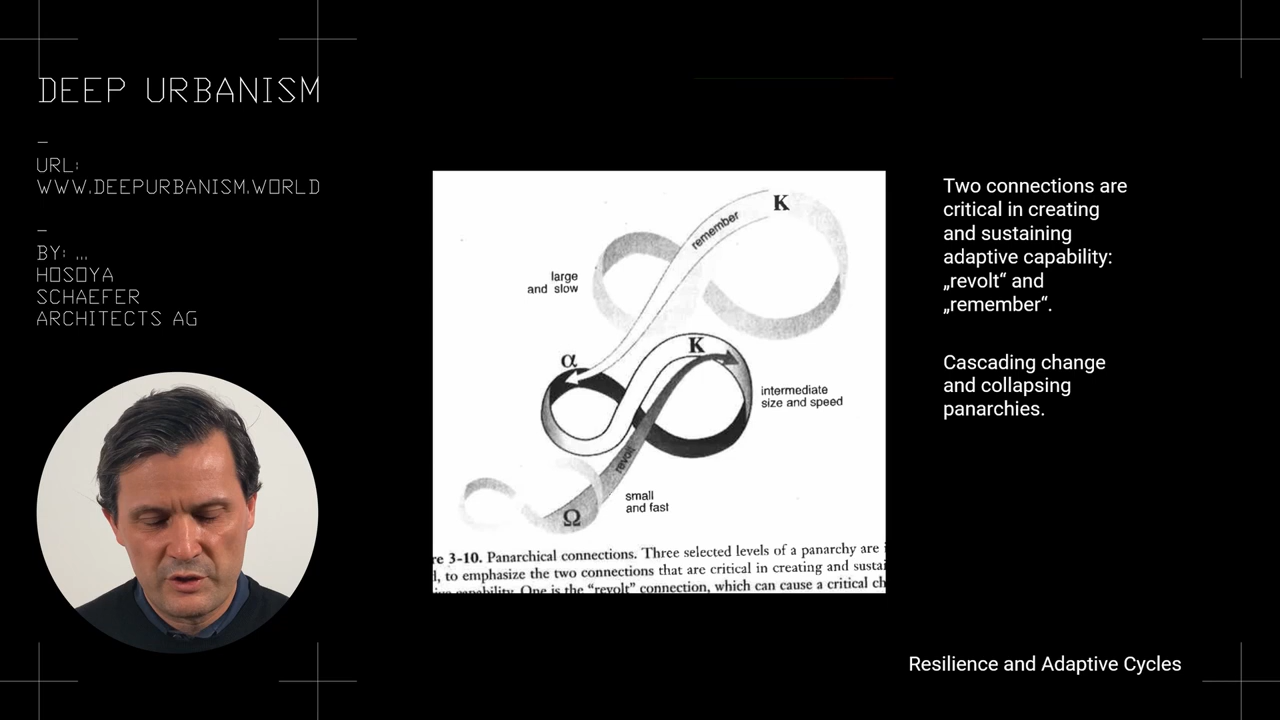 DEEP URBANISM
–
URL:
WWW.DEEPURBANISM.WORLD
–
BY: ...
HOSOYA
SCHAEFER
ARCHITECTS AG
K
remember
large
and slow
α
K
intermediate
size and speed
revolt
small
and fast
Ω
re 3-10. Panarchical connections. Three selected levels of a panarchy are
, to emphasize the two connections that are critical in creating and sustai
capability. One is the “revolt” connection, which can cause a critical ch
Two connections are
critical in creating
and sustaining
adaptive capability:
„revolt“ and
„remember“.
Cascading change
and collapsing
panarchies.
Resilience and Adaptive Cycles